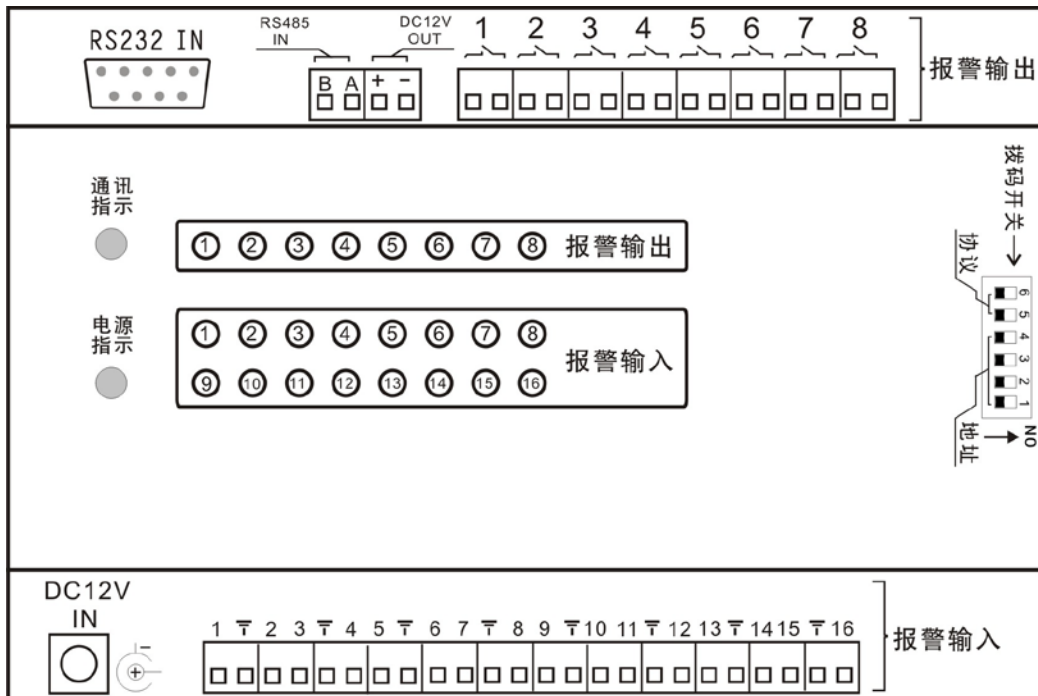 RS232 IN
RS485
IN
DC12V
OUT
1 2 3 4 5 6 7 8
B A + -
报警输出
通讯
指示
1 2 3 4 5 6 7 8 报警输出
电源
指示
1 2 3 4 5 6 7 8
9 10 11 12 13 14 15 16
报警输入
拨码开关
协议
6
5
4
3
2
1
地址
ON
DC12V
IN
-
+
1 2 3 4 5 6 7 8 9 10 11 12 13 14 15 16
报警输入